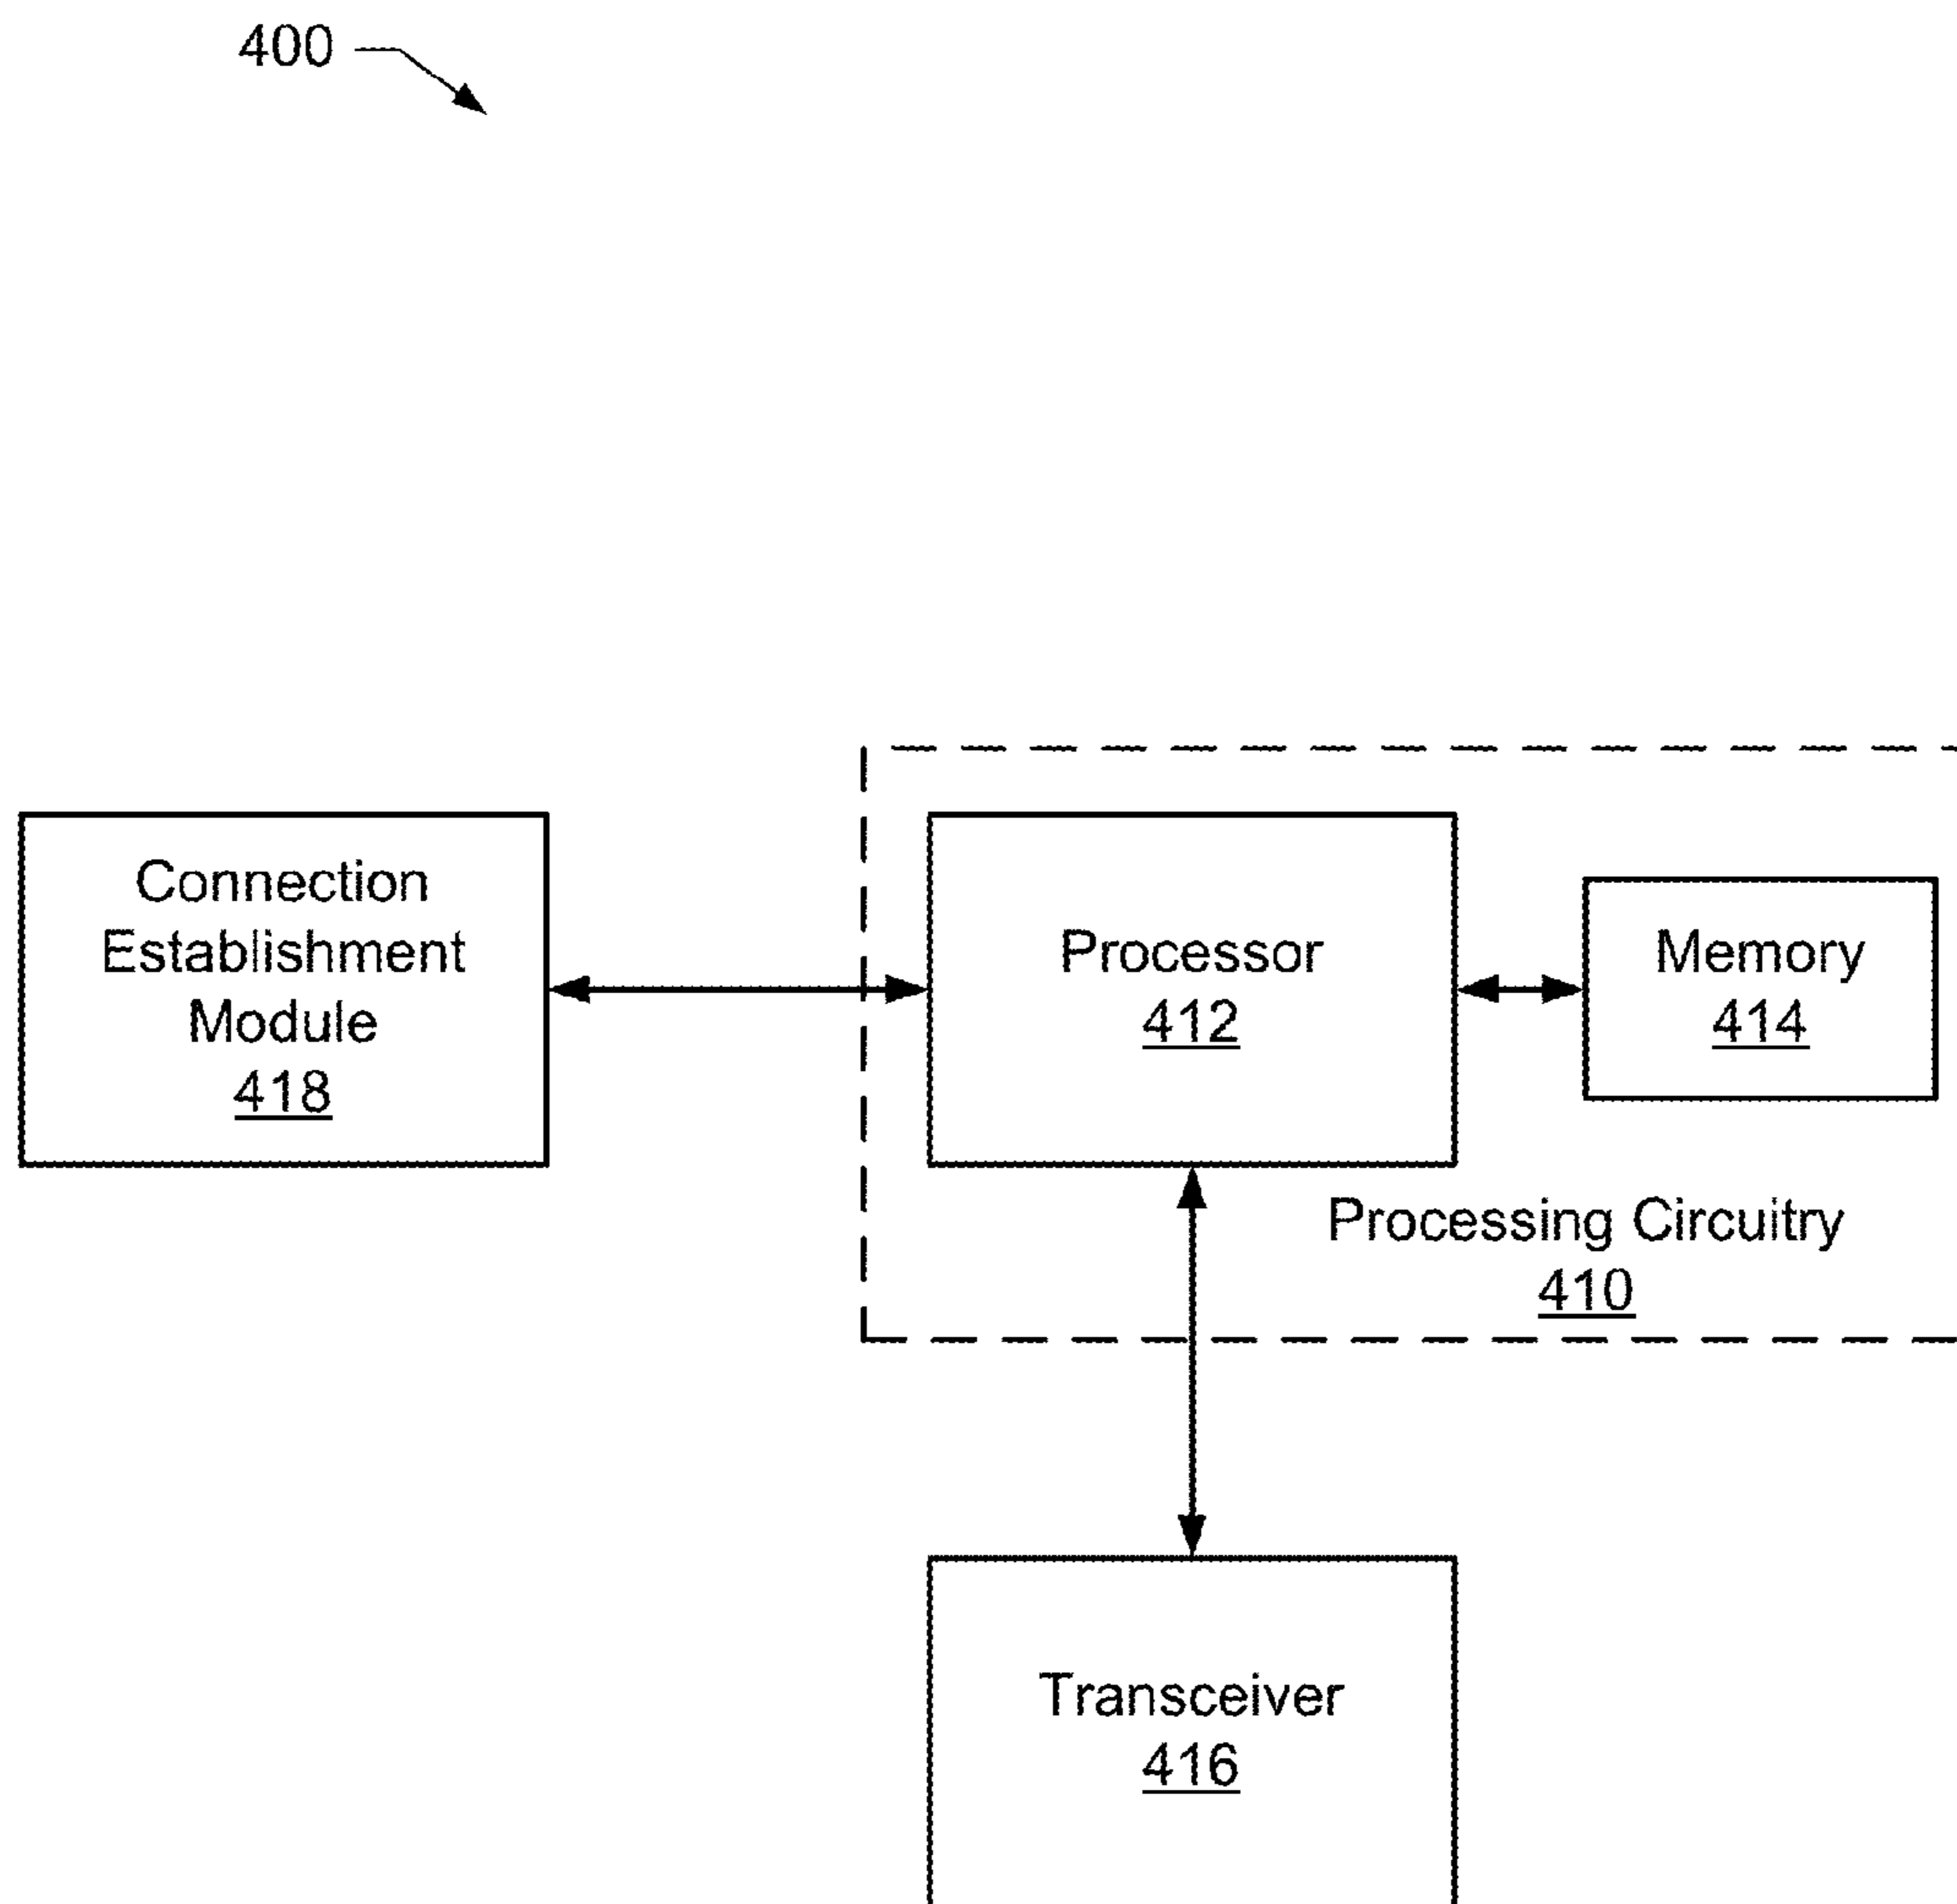 400
Connection
Establishment
Module
418
Processor
412
Memory
414
Processing Circuitry
410
Transceiver
416